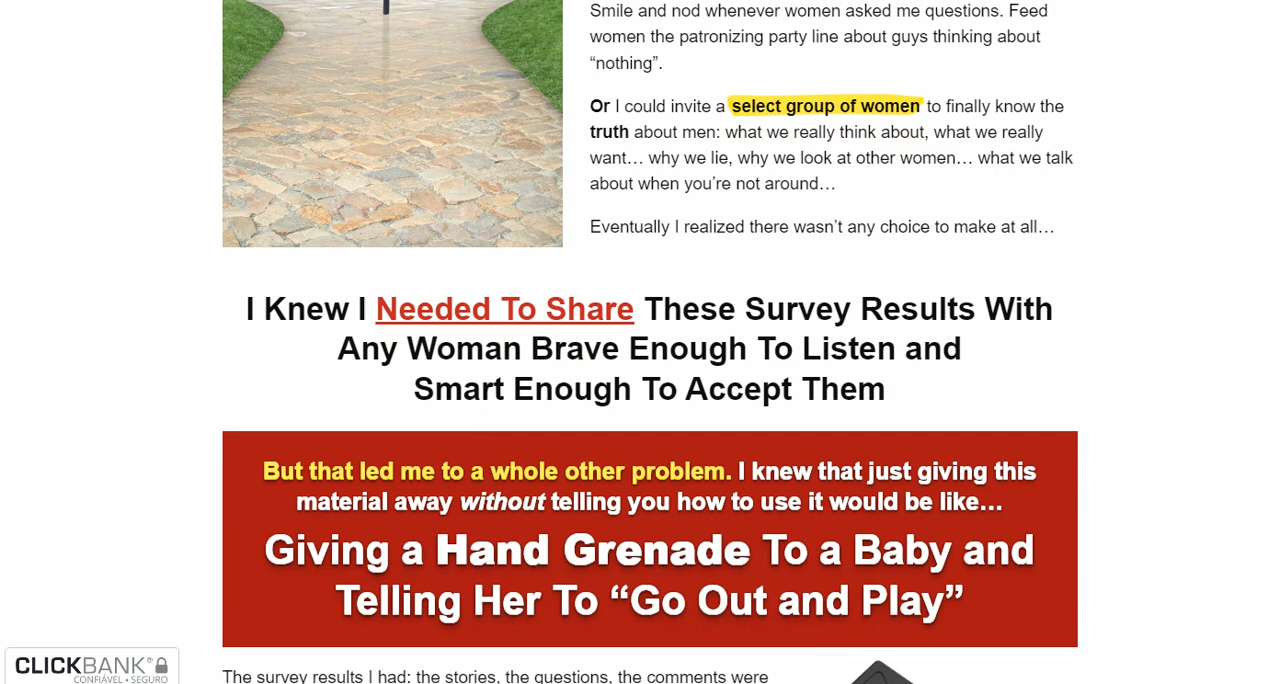 Smile and nod whenever women asked me questions. Feed
women the patronizing party line about guys thinking about
“nothing”.
Or I could invite a select group of women to finally know the
truth about men: what we really think about, what we really
want… why we lie, why we look at other women… what we talk
about when you’re not around…
Eventually I realized there wasn’t any choice to make at all…
I Knew I Needed To Share These Survey Results With
Any Woman Brave Enough To Listen and
Smart Enough To Accept Them
But that led me to a whole other problem. I knew that just giving this
material away without telling you how to use it would be like…
Giving a Hand Grenade To a Baby and
Telling Her To “Go Out and Play”
CLICKBANK®
CONFIÁVEL • SEGURO
The survey results I had: the stories, the questions, the comments were